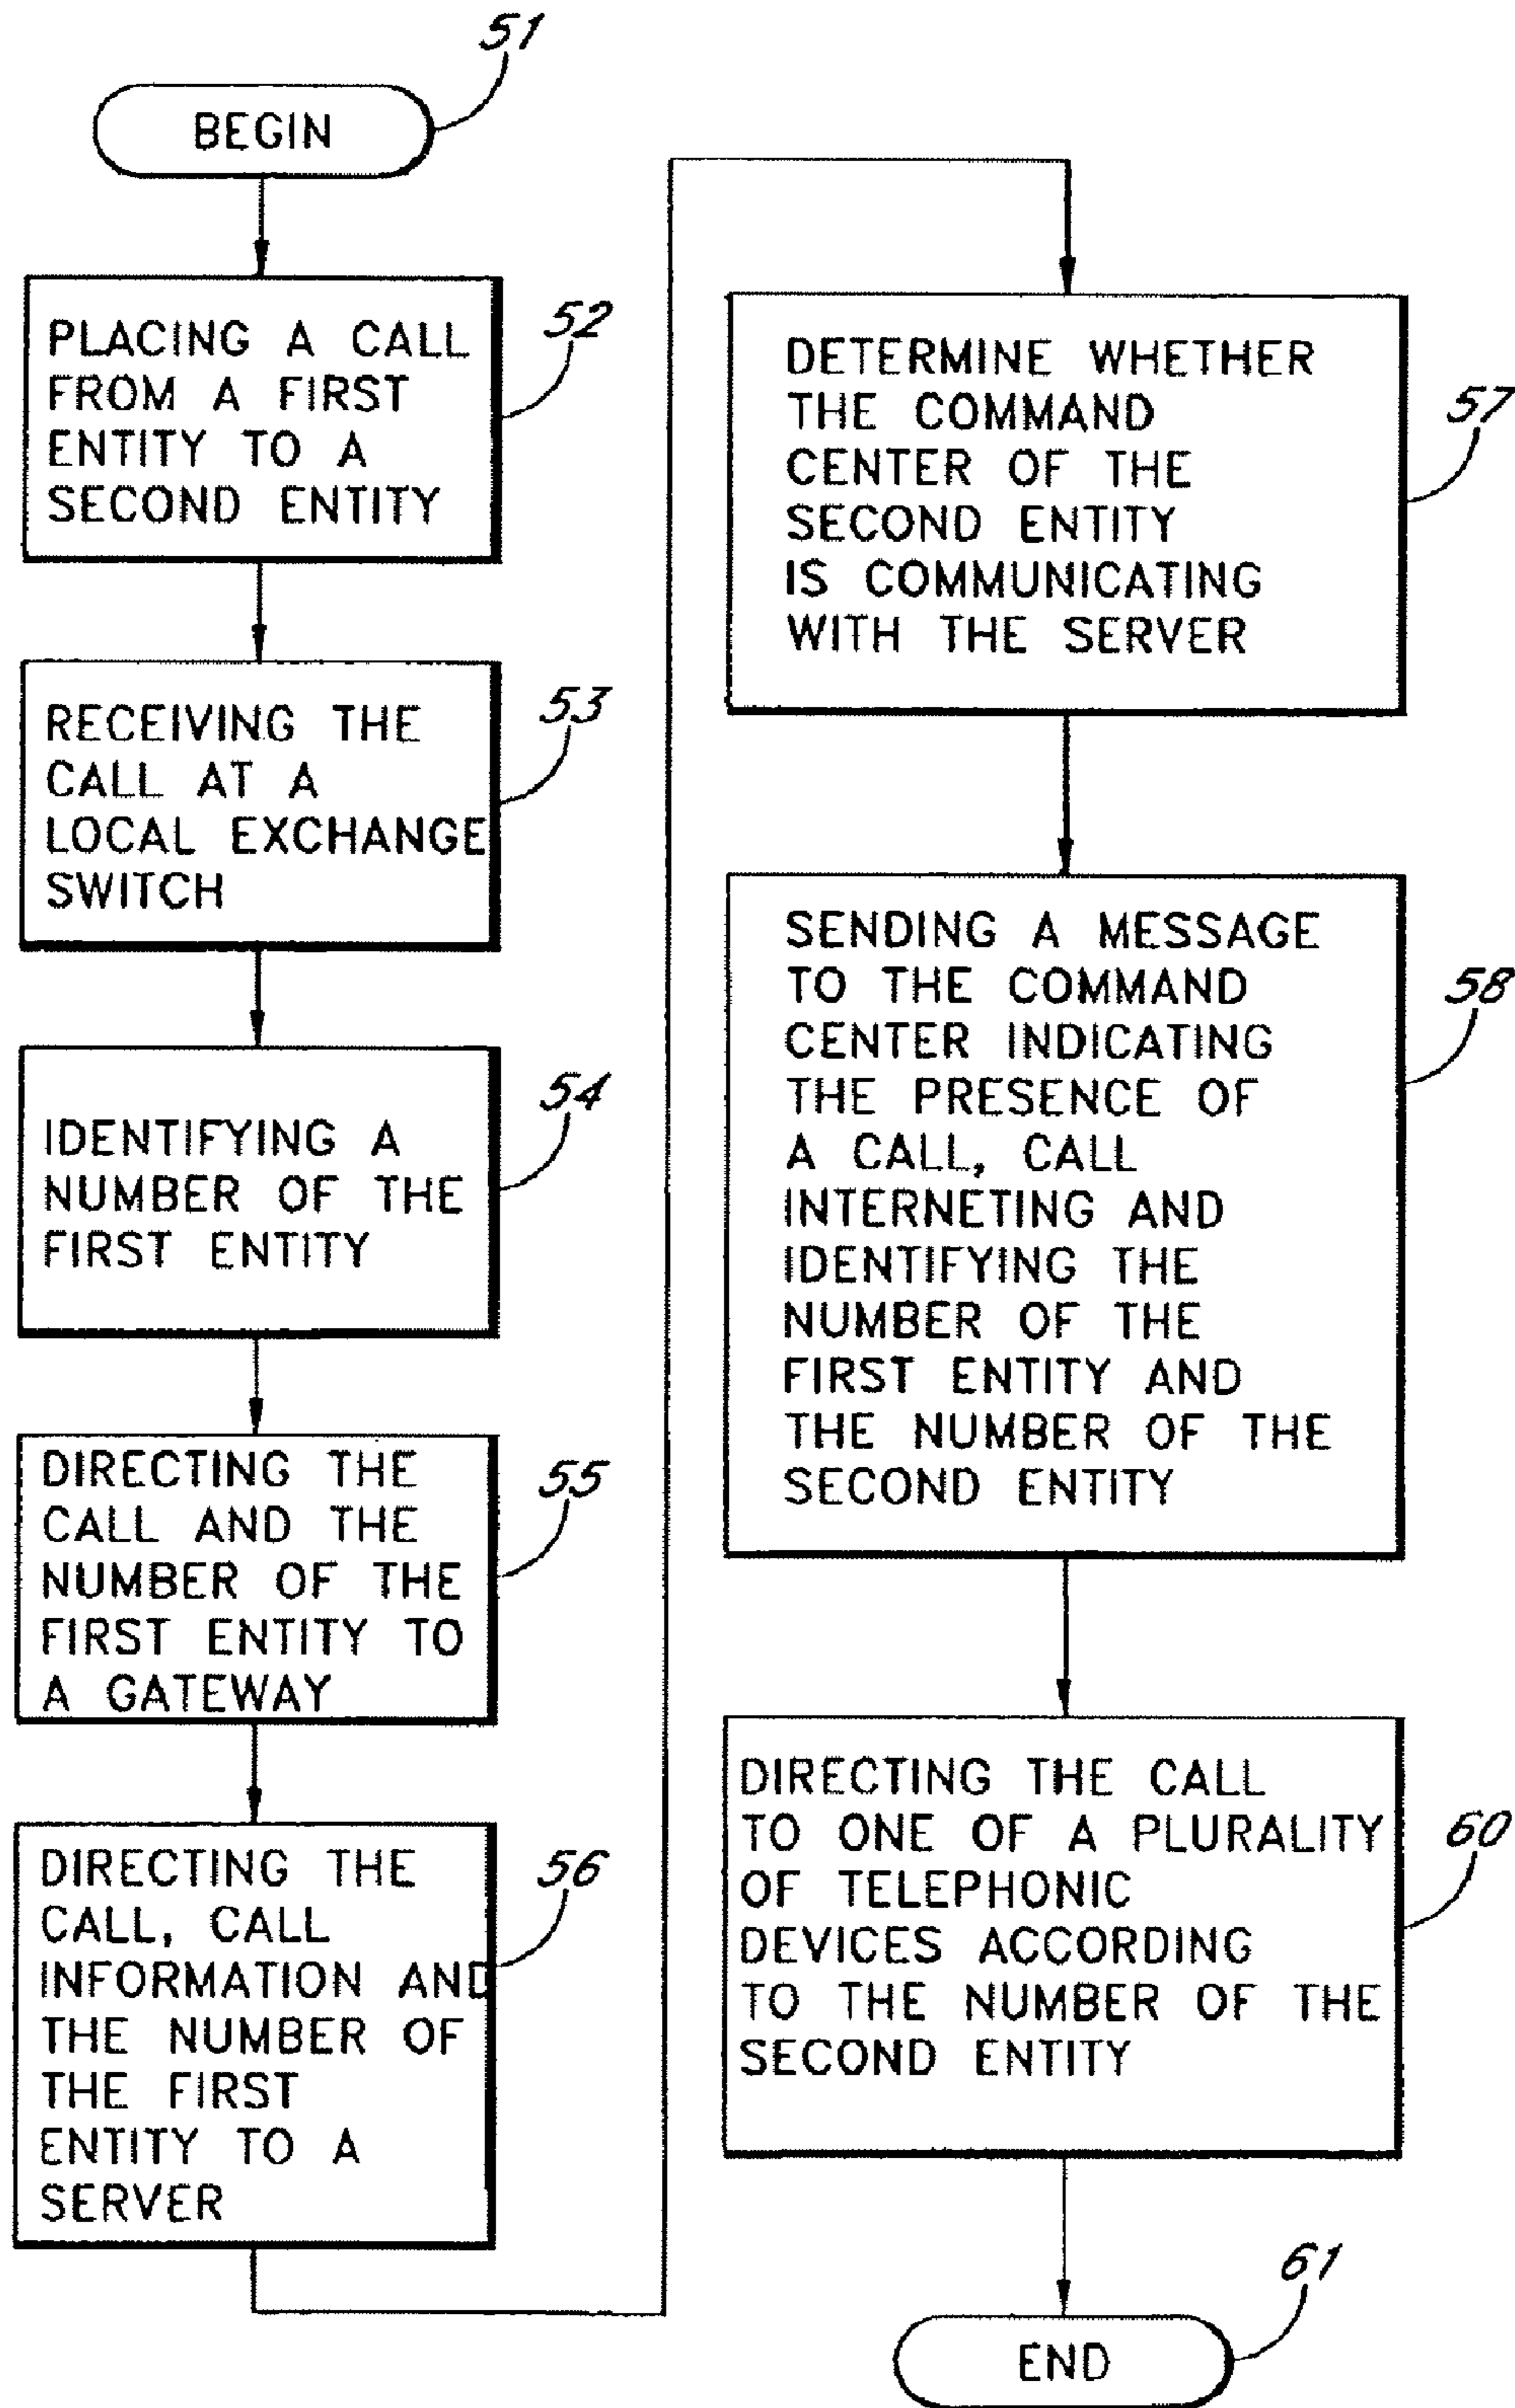 51
BEGIN
52
PLACING A CALL
FROM A FIRST
ENTITY TO A
SECOND ENTITY
53
RECEIVING THE
CALL AT A
LOCAL EXCHANGE
SWITCH
54
IDENTIFYING A
NUMBER OF THE
FIRST ENTITY
55
DIRECTING THE
CALL AND THE
NUMBER OF THE
FIRST ENTITY TO
A GATEWAY
56
DIRECTING THE
CALL, CALL
INFORMATION AND
THE NUMBER OF
THE FIRST
ENTITY TO A
SERVER
57
DETERMINE WHETHER
THE COMMAND
CENTER OF THE
SECOND ENTITY
IS COMMUNICATING
WITH THE SERVER
58
SENDING A MESSAGE
TO THE COMMAND
CENTER INDICATING
THE PRESENCE OF
A CALL, CALL
INTERNETING AND
IDENTIFYING THE
NUMBER OF THE
FIRST ENTITY AND
THE NUMBER OF THE
SECOND ENTITY
60
DIRECTING THE CALL
TO ONE OF A PLURALITY
OF TELEPHONIC
DEVICES ACCORDING
TO THE NUMBER OF THE
SECOND ENTITY
61
END